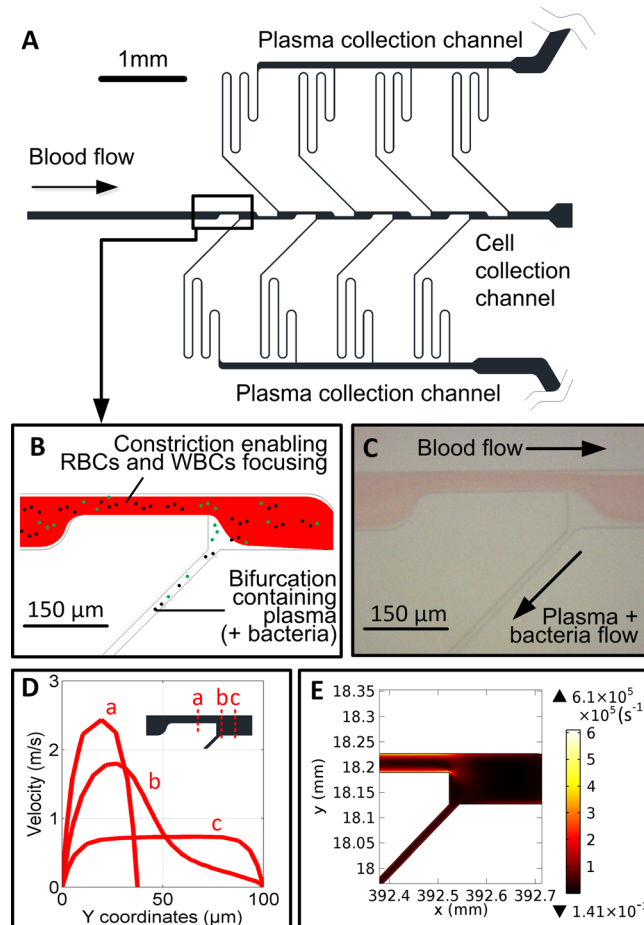 A
Plasma collection channel
1mm
Blood flow
Cell
collection
channel
Plasma collection channel
B
Constriction enabling
RBCs and WBCs focusing
Bifurcation
containing
plasma
(+ bacteria)
150 µm
C
Blood flow
150 µm
Plasma +
bacteria flow
D
3
2
1
0
Velocity (m/s)
a
b
c
a b c
0 50 100
Y coordinates (µm)
E
18.35
18.3
18.25
18.2
18.15
18.1
18.05
18
y (mm)
392.4 392.5 392.6 392.7
x (mm)
6.1×10⁵
×10⁵(s⁻¹)
6
5
4
3
2
1